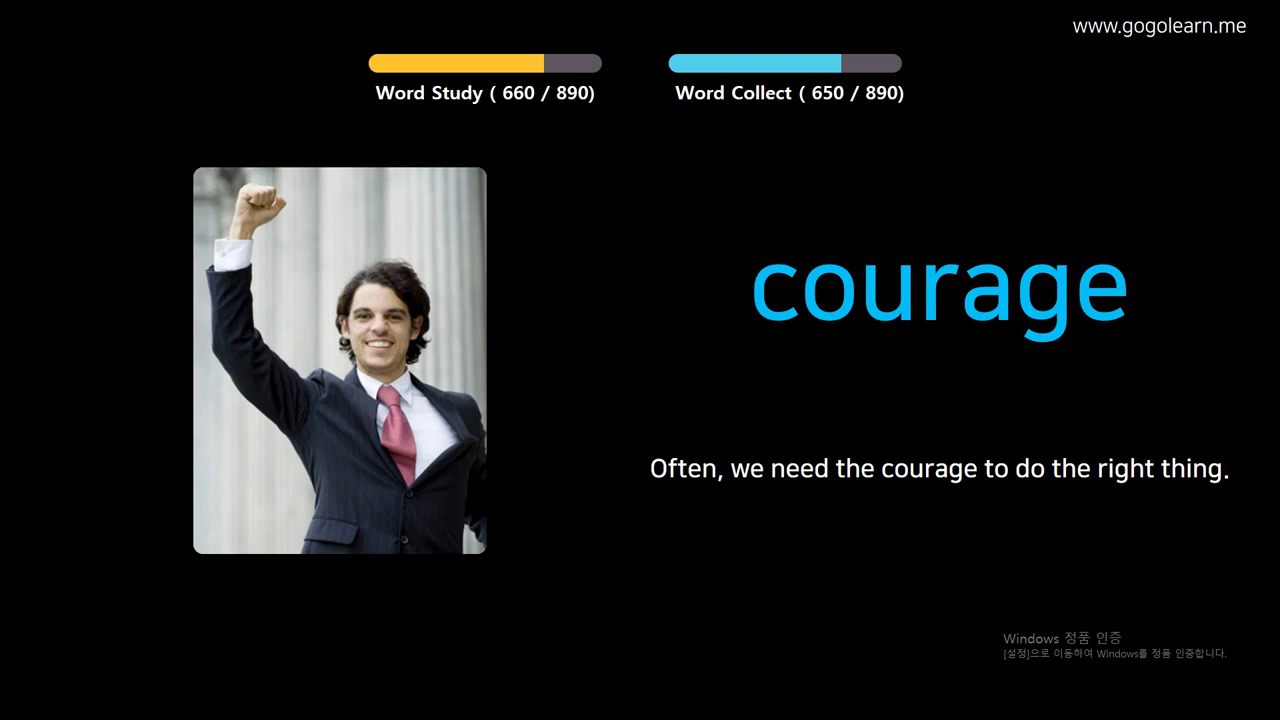 www.gogolearn.me
Word Study ( 660 / 890)
Word Collect ( 650 / 890)
courage
Often, we need the courage to do the right thing.
Windows 정품 인증
[설정]으로 이동하여 Windows를 정품 인증합니다.